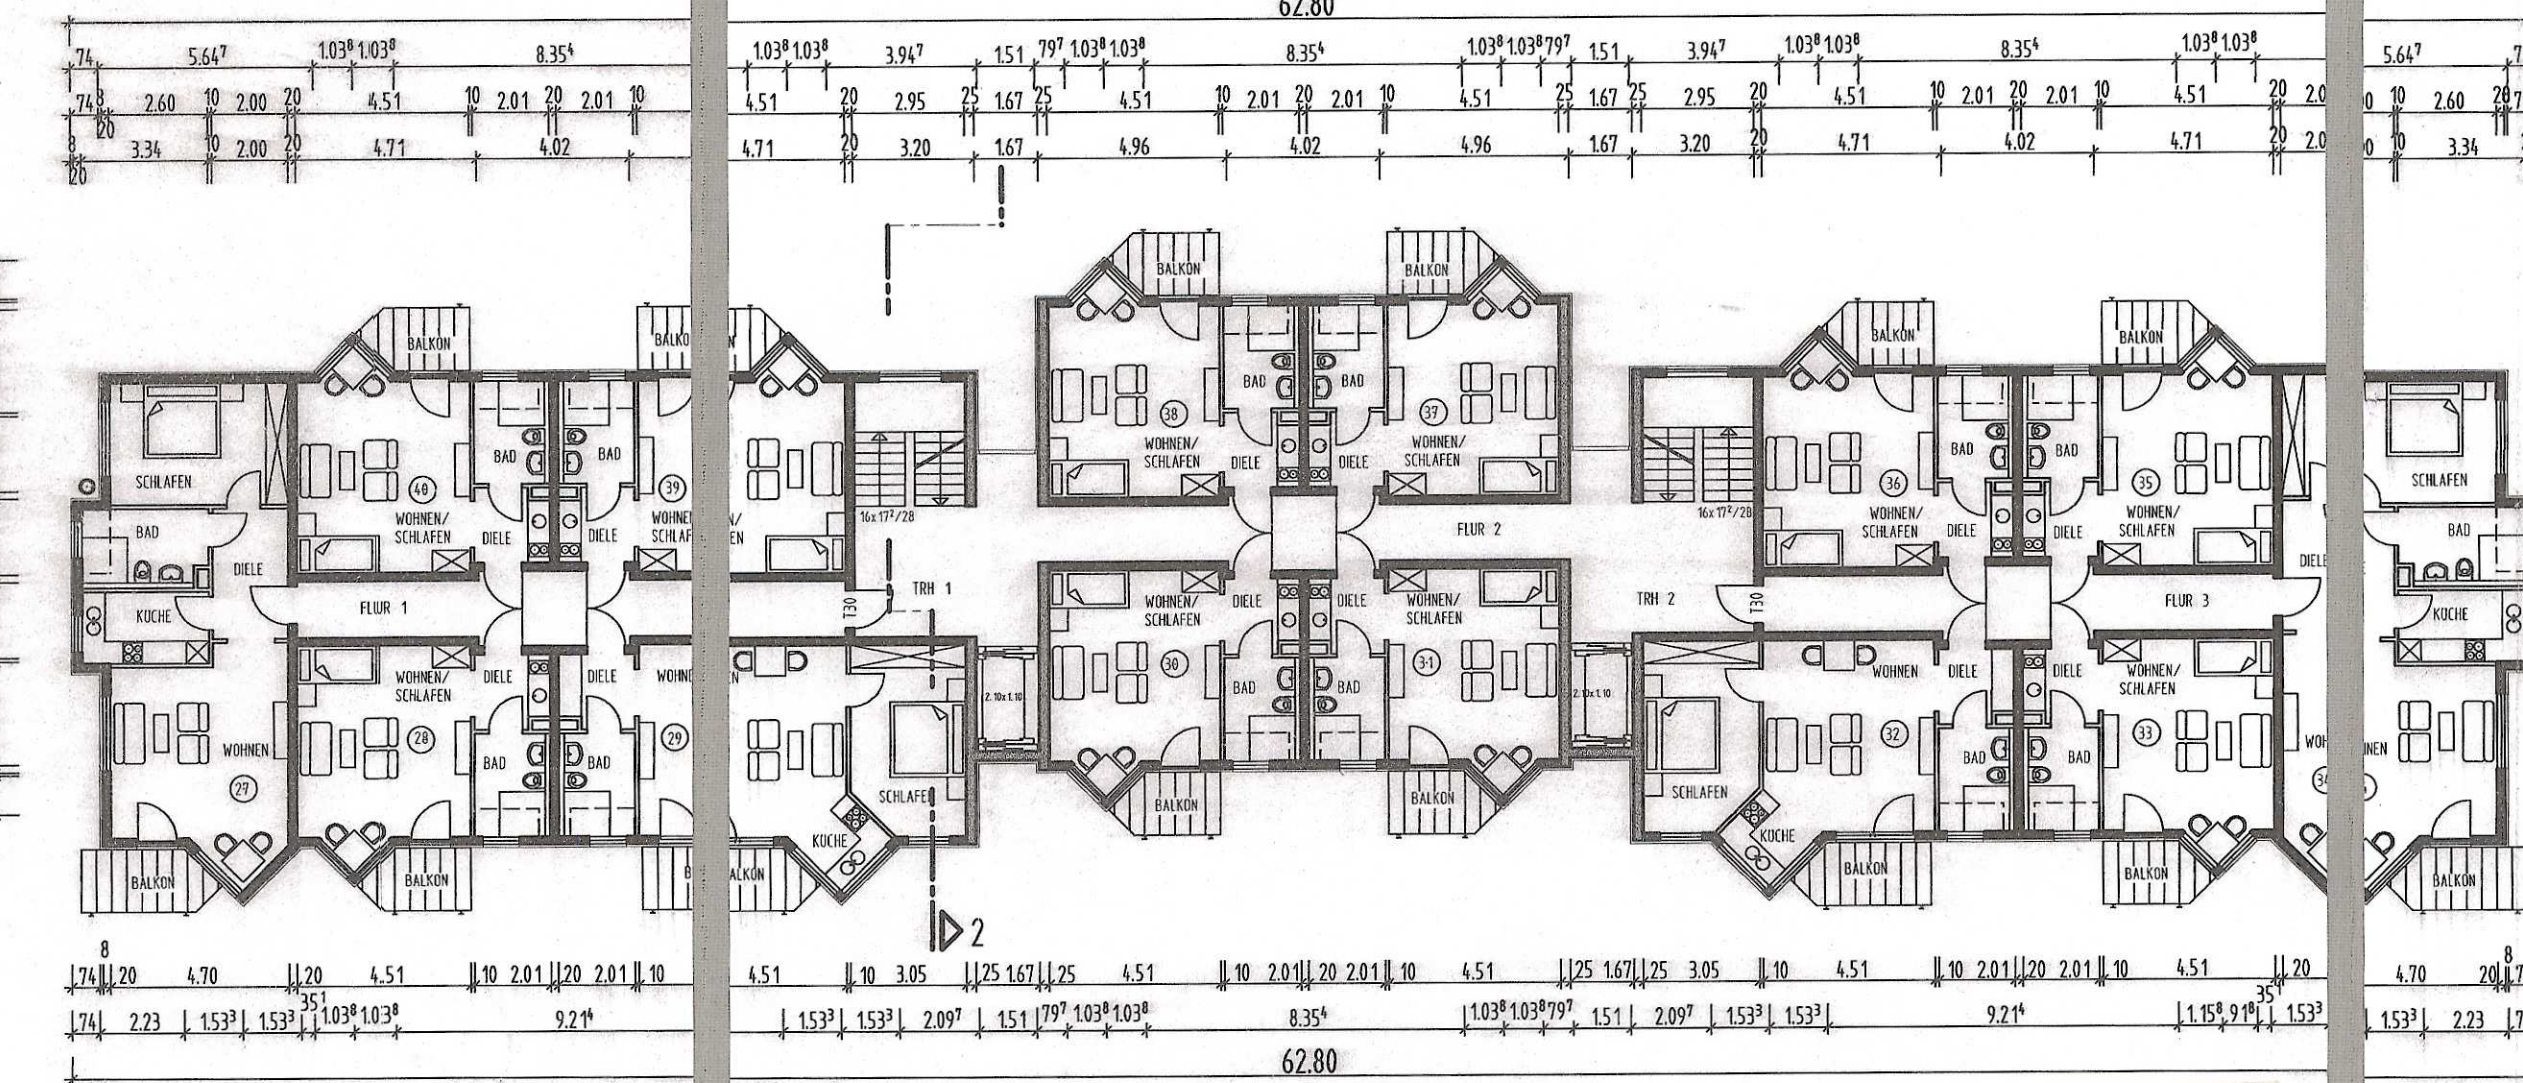 62.80
74 5.64⁷ 1.03⁸ 1.03⁸ 8.35⁴ 1.03⁸ 1.03⁸ 3.94⁷ 1.51 79⁷ 1.03⁸ 1.03⁸ 8.35⁴ 1.03⁸ 1.03⁸ 79⁷ 1.51 3.94⁷ 1.03⁸ 1.03⁸ 8.35⁴ 1.03⁸ 1.03⁸ 5.64⁷
74 8 20 2.60 10 2.00 20 4.51 10 2.01 20 2.01 10 4.51 20 2.95 25 1.67 25 4.51 10 2.01 20 2.01 10 4.51 25 1.67 25 2.95 20 4.51 10 2.01 20 2.01 10 4.51 20 10 2.60
8 20 3.34 10 2.00 20 4.71 4.02 4.71 20 3.20 1.67 4.96 4.02 4.96 1.67 3.20 20 4.71 4.02 4.71 20 10 3.34
BALKON BALKON
BALKON BALKON BALKON BALKON
38 37
BAD BAD
WOHNEN/ WOHNEN/
SCHLAFEN SCHLAFEN
DIELE DIELE
SCHLAFEN 40 BAD BAD 39 36 BAD BAD 35 SCHLAFEN
WOHNEN/ WOHNEN/ WOHNEN/
SCHLAFEN SCHLAFEN SCHLAFEN
16x17²/28 16x17²/28
BAD DIELE DIELE FLUR 2 DIELE DIELE BAD
DIELE DIELE
KÜCHE FLUR 1 T30 TRH 1 TRH 2 T30 FLUR 3 KÜCHE
WOHNEN/ DIELE DIELE WOHNEN/
SCHLAFEN SCHLAFEN
30 BAD BAD 31
2.10x1.10 2.10x1.10
BALKON BALKON
WOHNEN/ DIELE DIELE WOHNEN DIELE DIELE WOHNEN/
SCHLAFEN SCHLAFEN
WOHNEN 28 BAD BAD 29 32 BAD BAD 33
27 SCHLAFEN SCHLAFEN
KÜCHE KÜCHE
BALKON BALKON BALKON BALKON BALKON
2
74 8 20 4.70 20 4.51 10 2.01 20 2.01 10 4.51 10 3.05 25 1.67 25 4.51 10 2.01 20 2.01 10 4.51 25 1.67 25 3.05 10 4.51 10 2.01 20 2.01 10 4.51 20 4.70 20 8
74 2.23 1.53³ 1.53³ 35¹ 1.03⁸ 1.03⁸ 9.21⁴ 1.53³ 1.53³ 2.09⁷ 1.51 79⁷ 1.03⁸ 1.03⁸ 8.35⁴ 1.03⁸ 1.03⁸ 79⁷ 1.51 2.09⁷ 1.53³ 1.53³ 9.21⁴ 1.15⁸ 91⁸ 35¹ 1.53³ 1.53³ 2.23
62.80